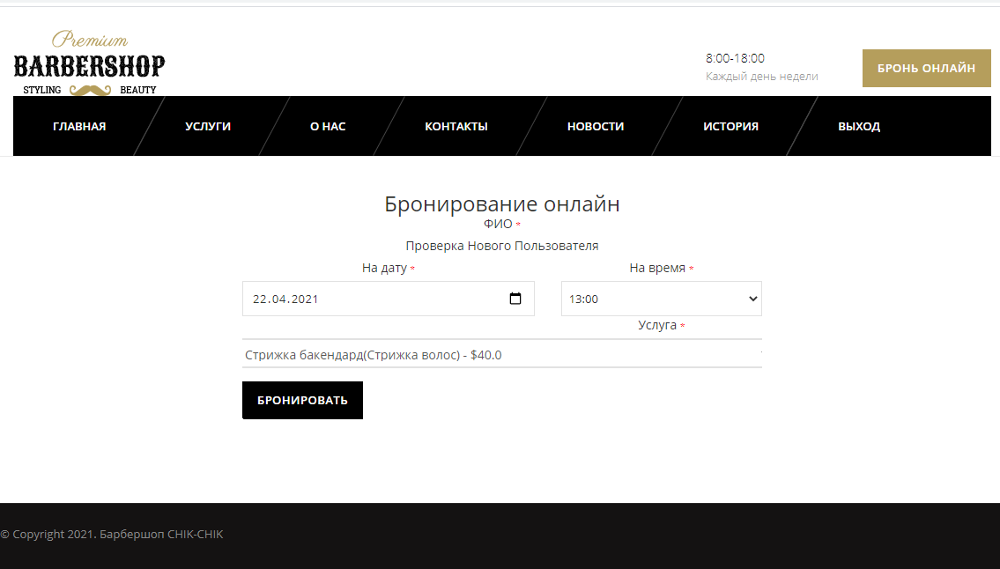 Premium
BARBERSHOP
STYLING BEAUTY
8:00-18:00
Каждый день недели
БРОНЬ ОНЛАЙН
ГЛАВНАЯ УСЛУГИ О НАС КОНТАКТЫ НОВОСТИ ИСТОРИЯ ВЫХОД
Бронирование онлайн
ФИО *
Проверка Нового Пользователя
На дату * На время *
22.04.2021 13:00
Услуга *
Стрижка бакендард(Стрижка волос) - $40.0
БРОНИРОВАТЬ
© Copyright 2021. Барбершоп CHIK-CHIK